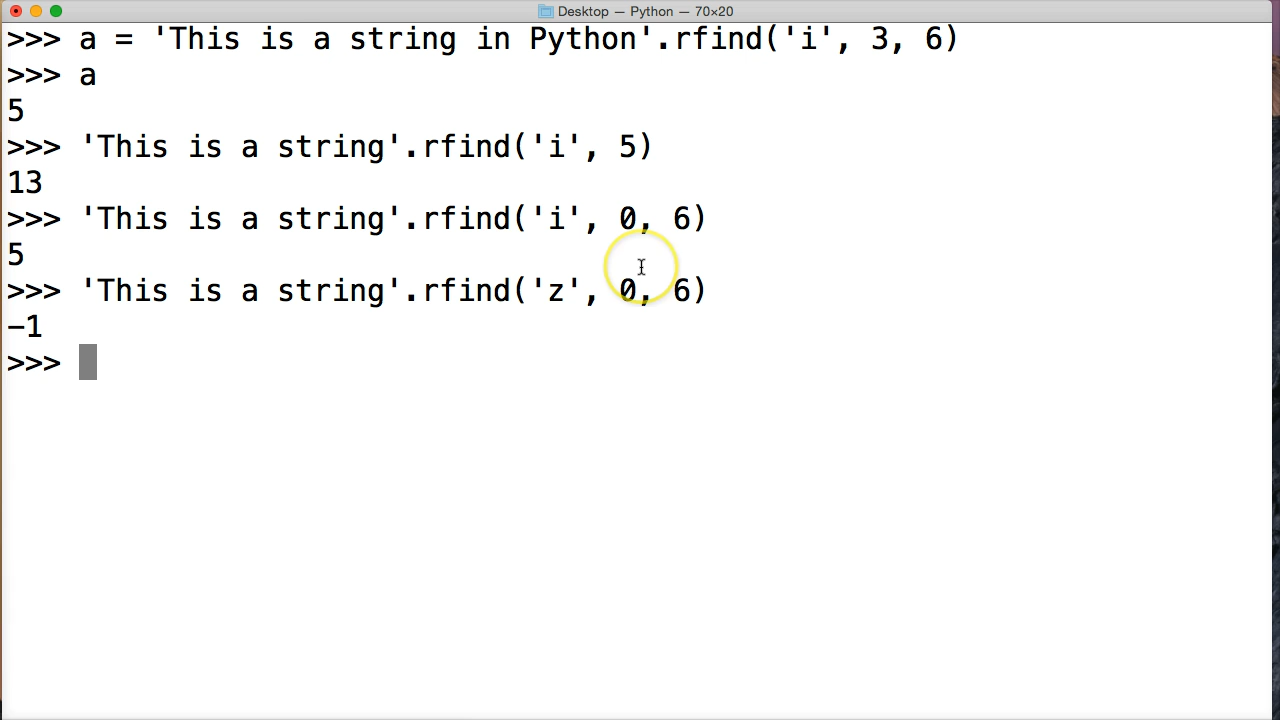 Desktop — Python — 70×20
>>> a = 'This is a string in Python'.rfind('i', 3, 6)
>>> a
5
>>> 'This is a string'.rfind('i', 5)
13
>>> 'This is a string'.rfind('i', 0, 6)
5
>>> 'This is a string'.rfind('z', 0, 6)
-1
>>>